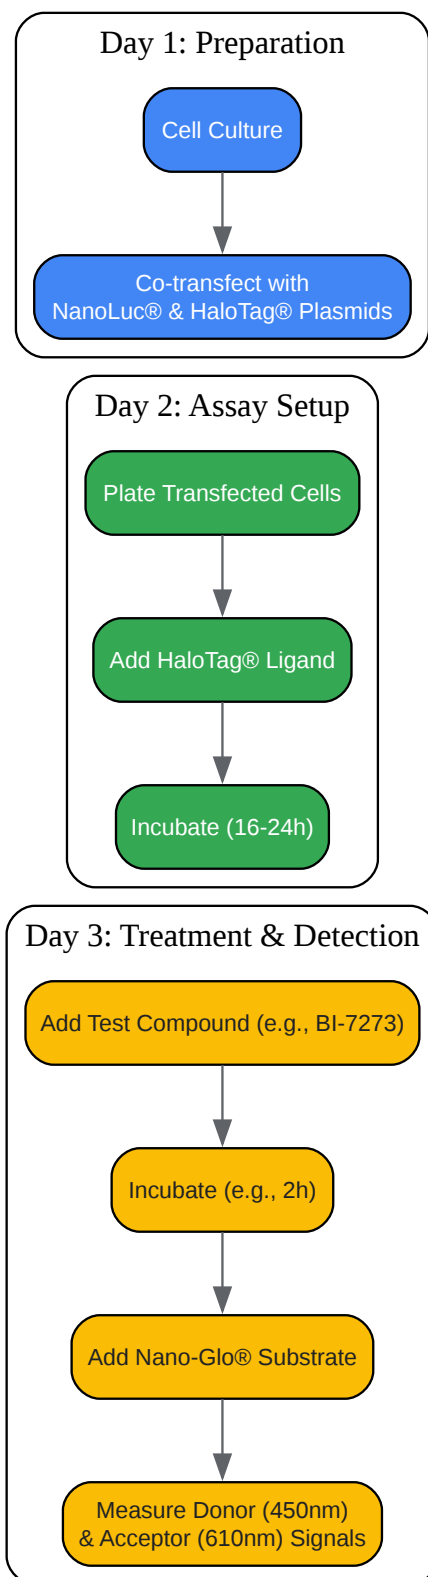 Day 1: Preparation
Cell Culture
Co-transfect with
NanoLuc® & HaloTag® Plasmids
Day 2: Assay Setup
Plate Transfected Cells
Add HaloTag® Ligand
Incubate (16-24h)
Day 3: Treatment & Detection
Add Test Compound (e.g., BI-7273)
Incubate (e.g., 2h)
Add Nano-Glo® Substrate
Measure Donor (450nm)
& Acceptor (610nm) Signals